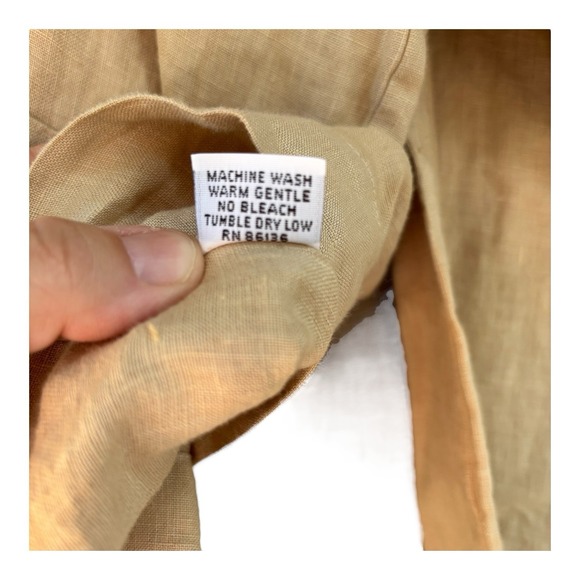 MACHINE WASH
WARM GENTLE
NO BLEACH
TUMBLE DRY LOW
RN 86136